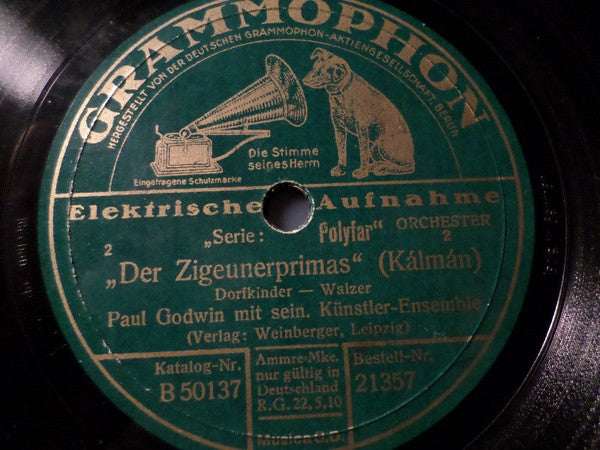 GRAMMOPHON
HERGESTELLT VON DER DEUTSCHEN GRAMMOPHON-AKTIENGESELLSCHAFT, BERLIN.
Die Stimme
seines Herrn
Eingetragene Schutzmarke
Elektrische Aufnahme
„Serie: Polyfar“ ORCHESTER
2 2
„Der Zigeunerprimas“ (Kálmán)
Dorfkinder — Walzer
Paul Godwin mit sein. Künstler-Ensemble
(Verlag: Weinberger, Leipzig)
Katalog-Nr.
B 50137
Ammre-Mke.
nur gültig in
Deutschland
R.G. 22.5.10
Bestell-Nr.
21357
Musica G.D.